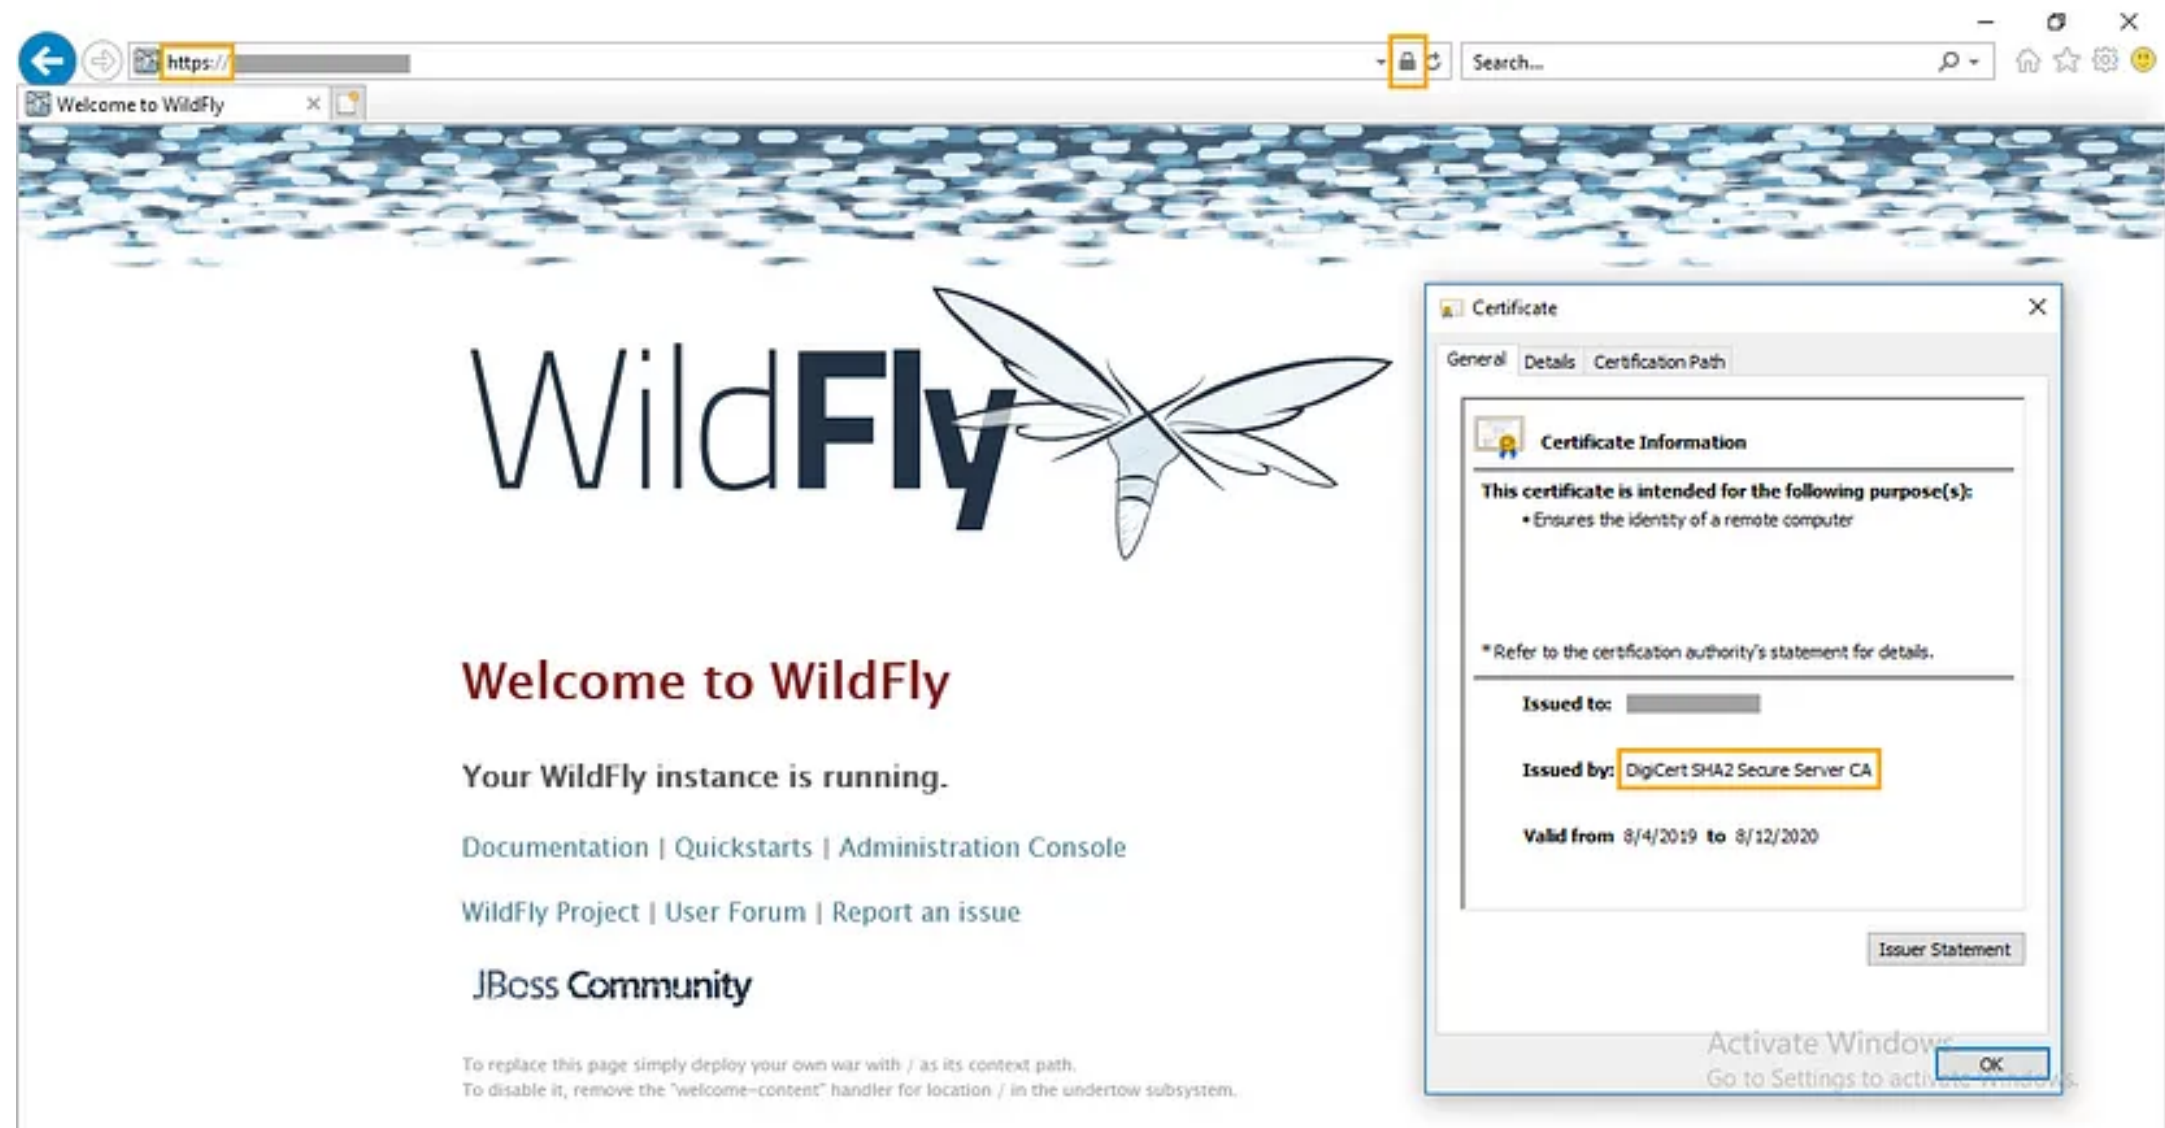 https://
Search...
Welcome to WildFly
WildFly
Certificate
General Details Certification Path
Certificate Information
This certificate is intended for the following purpose(s):
• Ensures the identity of a remote computer
* Refer to the certification authority's statement for details.
Issued to:
Issued by: DigiCert SHA2 Secure Server CA
Valid from 8/4/2019 to 8/12/2020
Issuer Statement
OK
Welcome to WildFly
Your WildFly instance is running.
Documentation | Quickstarts | Administration Console
WildFly Project | User Forum | Report an issue
JBoss Community
To replace this page simply deploy your own war with / as its context path.
To disable it, remove the "welcome-content" handler for location / in the undertow subsystem.
Activate Windows
Go to Settings to activate Windows.